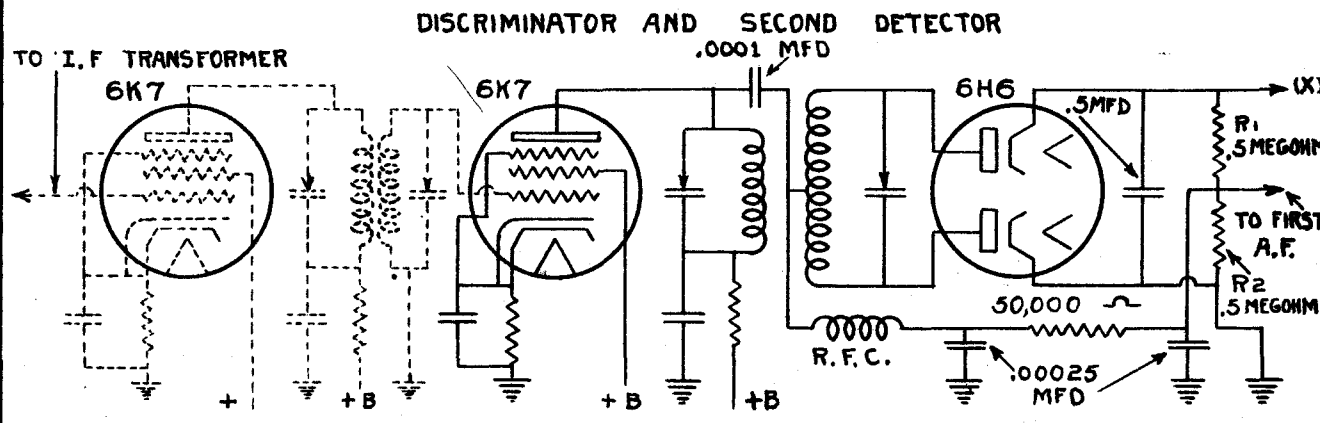 DISCRIMINATOR AND SECOND DETECTOR
TO I.F TRANSFORMER
.0001 MFD
6K7
6K7
6H6
.5MFD
(X)
R1
.5 MEGOHM
TO FIRST
A.F.
R2
.5 MEGOHM
50,000
R.F.C.
.00025
MFD
+
+B
+B
+B